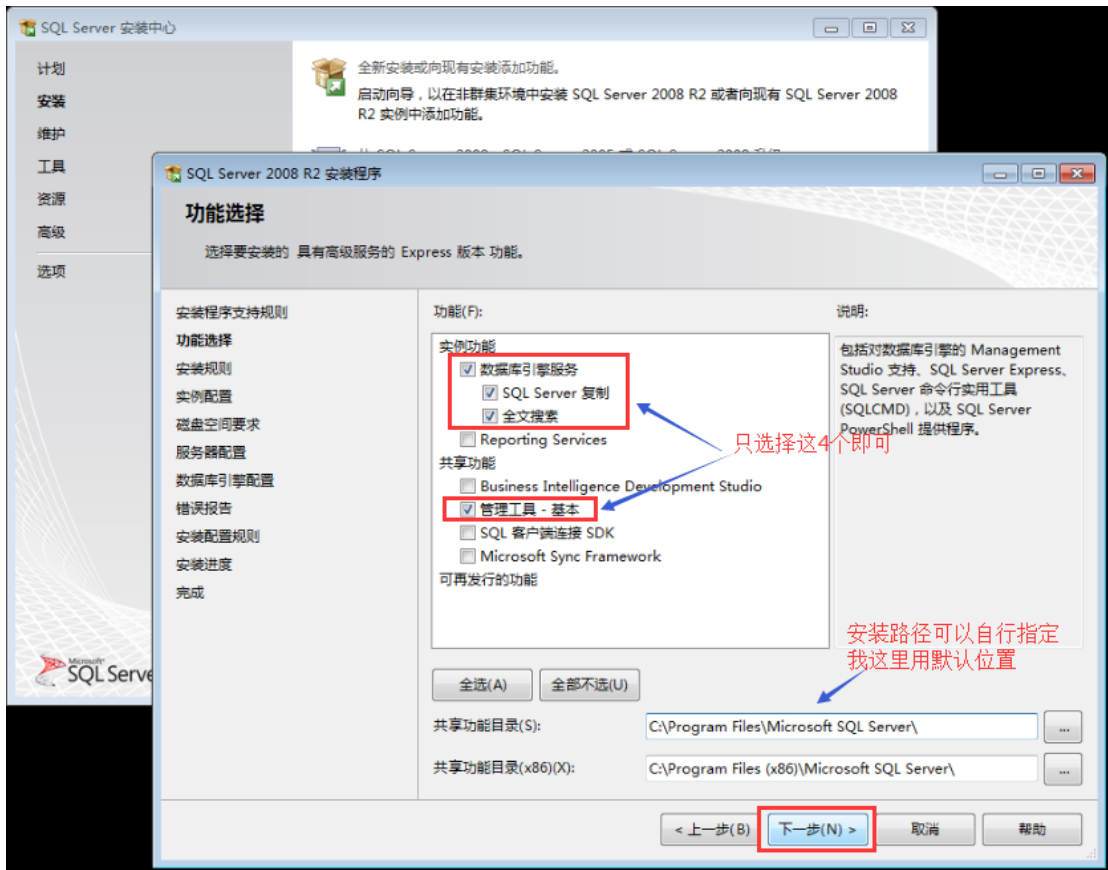 SQL Server 安装中心
计划
安装
维护
工具
资源
高级
选项
全新安装或向现有安装添加功能。
启动向导，以在非群集环境中安装 SQL Server 2008 R2 或者向现有 SQL Server 2008
R2 实例中添加功能。
Microsoft
SQL Serve
SQL Server 2008 R2 安装程序
功能选择
选择要安装的 具有高级服务的 Express 版本 功能。
安装程序支持规则
功能选择
安装规则
实例配置
磁盘空间要求
服务器配置
数据库引擎配置
错误报告
安装配置规则
安装进度
完成
功能(F):
实例功能
数据库引擎服务
SQL Server 复制
全文搜索
Reporting Services
共享功能
Business Intelligence Development Studio
管理工具 - 基本
SQL 客户端连接 SDK
Microsoft Sync Framework
可再发行的功能
说明:
包括对数据库引擎的 Management
Studio 支持、SQL Server Express、
SQL Server 命令行实用工具
(SQLCMD)，以及 SQL Server
PowerShell 提供程序。
只选择这4个即可
安装路径可以自行指定
我这里用默认位置
全选(A)
全部不选(U)
共享功能目录(S):
C:\Program Files\Microsoft SQL Server\
...
共享功能目录(x86)(X):
C:\Program Files (x86)\Microsoft SQL Server\
...
< 上一步(B)
下一步(N) >
取消
帮助